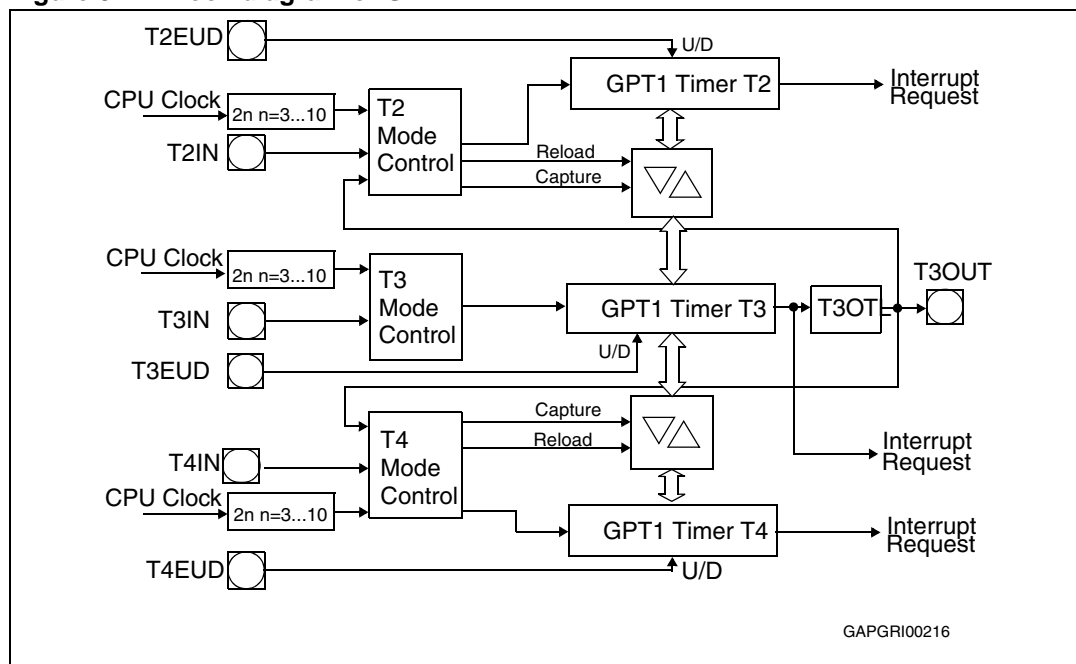 T2EUD
U/D
GPT1 Timer T2
Interrupt
Request
CPU Clock
2n n=3...10
T2
Mode
Control
T2IN
Reload
Capture
CPU Clock
2n n=3...10
T3
Mode
Control
T3IN
GPT1 Timer T3
T3OT
T3OUT
U/D
T3EUD
Capture
Reload
T4
Mode
Control
Interrupt
Request
T4IN
CPU Clock
2n n=3...10
GPT1 Timer T4
Interrupt
Request
T4EUD
U/D
GAPGRI00216